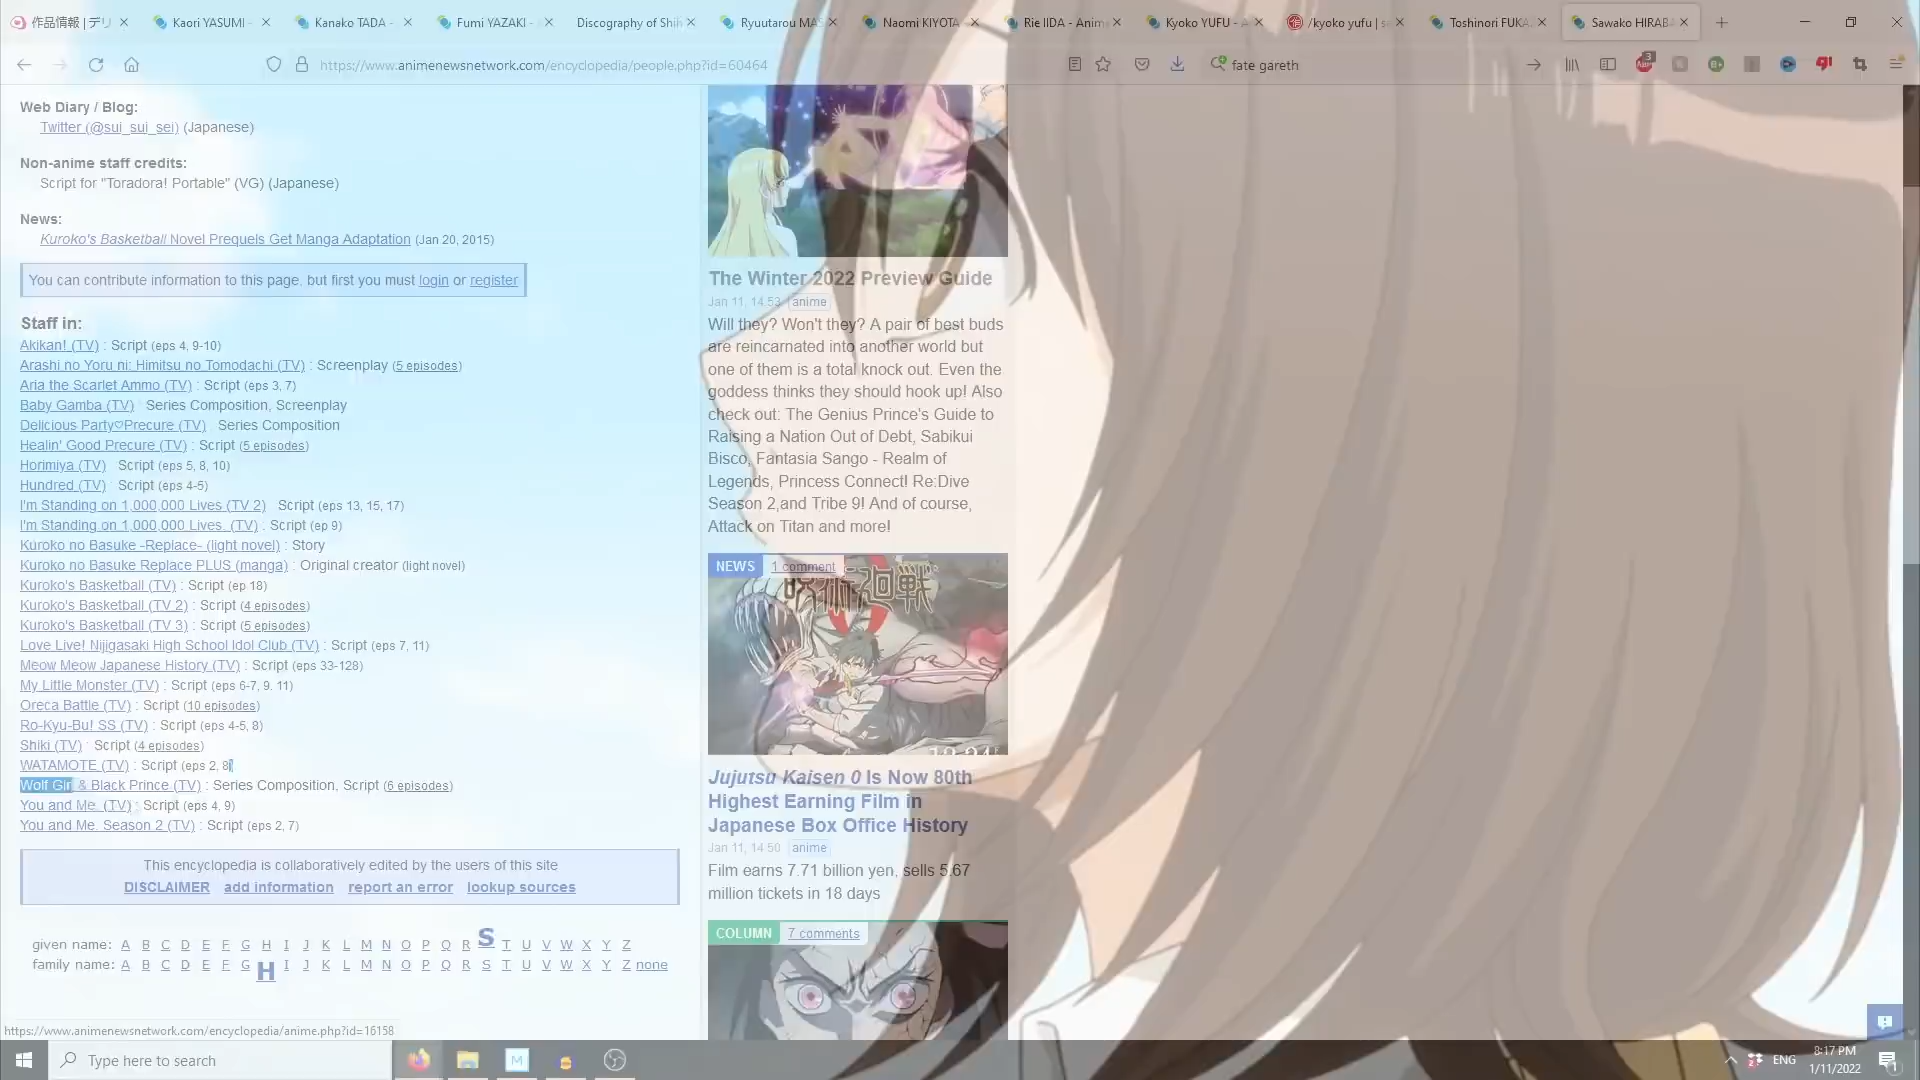 作品情報 | デリ
Kaori YASUMI -
Kanako TADA -
Fumi YAZAKI -
Discography of Shih
Ryuutarou MAS
Naomi KIYOTA
Rie IIDA - Anim
Kyoko YUFU - A
/kyoko yufu | s
Toshinori FUKA
Sawako HIRABA
https://www.animenewsnetwork.com/encyclopedia/people.php?id=60464
fate gareth
Web Diary / Blog:
Twitter (@sui_sui_sei) (Japanese)
Non-anime staff credits:
Script for "Toradora! Portable" (VG) (Japanese)
News:
Kuroko's Basketball Novel Prequels Get Manga Adaptation (Jan 20, 2015)
You can contribute information to this page, but first you must login or register
Staff in:
Akikan! (TV) : Script (eps 4, 9-10)
Arashi no Yoru ni: Himitsu no Tomodachi (TV) : Screenplay (5 episodes)
Aria the Scarlet Ammo (TV) : Script (eps 3, 7)
Baby Gamba (TV) : Series Composition, Screenplay
Delicious Party♡Precure (TV) : Series Composition
Healin' Good Precure (TV) : Script (5 episodes)
Horimiya (TV) : Script (eps 5, 8, 10)
Hundred (TV) : Script (eps 4-5)
I'm Standing on 1,000,000 Lives (TV 2) : Script (eps 13, 15, 17)
I'm Standing on 1,000,000 Lives. (TV) : Script (ep 9)
Kuroko no Basuke -Replace- (light novel) : Story
Kuroko no Basuke Replace PLUS (manga) : Original creator (light novel)
Kuroko's Basketball (TV) : Script (ep 18)
Kuroko's Basketball (TV 2) : Script (4 episodes)
Kuroko's Basketball (TV 3) : Script (5 episodes)
Love Live! Nijigasaki High School Idol Club (TV) : Script (eps 7, 11)
Meow Meow Japanese History (TV) : Script (eps 33-128)
My Little Monster (TV) : Script (eps 6-7, 9, 11)
Oreca Battle (TV) : Script (10 episodes)
Ro-Kyu-Bu! SS (TV) : Script (eps 4-5, 8)
Shiki (TV) : Script (4 episodes)
WATAMOTE (TV) : Script (eps 2, 8)
Wolf Girl & Black Prince (TV) : Series Composition, Script (6 episodes)
You and Me. (TV) : Script (eps 4, 9)
You and Me. Season 2 (TV) : Script (eps 2, 7)
This encyclopedia is collaboratively edited by the users of this site
DISCLAIMER add information report an error lookup sources
given name: A B C D E F G H I J K L M N O P Q R S T U V W X Y Z
family name: A B C D E F G H I J K L M N O P Q R S T U V W X Y Z none
The Winter 2022 Preview Guide
Jan 11, 14:53 anime
Will they? Won't they? A pair of best buds
are reincarnated into another world but
one of them is a total knock out. Even the
goddess thinks they should hook up! Also
check out: The Genius Prince's Guide to
Raising a Nation Out of Debt, Sabikui
Bisco, Fantasia Sango - Realm of
Legends, Princess Connect! Re:Dive
Season 2,and Tribe 9! And of course,
Attack on Titan and more!
NEWS 1 comment
呪術廻戦
Jujutsu Kaisen 0 Is Now 80th
Highest Earning Film in
Japanese Box Office History
Jan 11, 14:50 anime
Film earns 7.71 billion yen, sells 5.67
million tickets in 18 days
COLUMN 7 comments
https://www.animenewsnetwork.com/encyclopedia/anime.php?id=16158
Type here to search
ENG
8:17 PM
1/11/2022